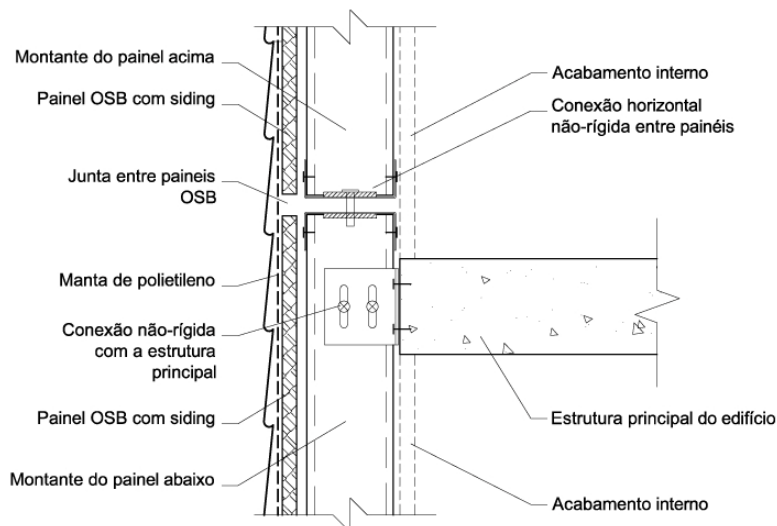 Montante do painel acima
Painel OSB com siding
Junta entre paineis
OSB
Manta de polietileno
Conexão não-rígida
com a estrutura
principal
Painel OSB com siding
Montante do painel abaixo
Acabamento interno
Conexão horizontal
não-rígida entre painéis
Estrutura principal do edifício
Acabamento interno